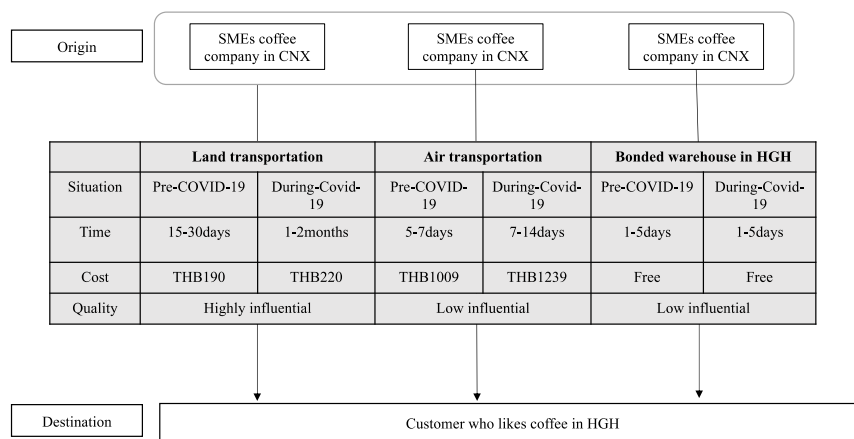 Origin
SMEs coffee
company in CNX
SMEs coffee
company in CNX
SMEs coffee
company in CNX
Land transportation
Air transportation
Bonded warehouse in HGH
Situation
Pre-COVID-19
During-Covid-
19
Pre-COVID-
19
During-Covid-
19
Pre-COVID-19
During-Covid-
19
Time
15-30days
1-2months
5-7days
7-14days
1-5days
1-5days
Cost
THB190
THB220
THB1009
THB1239
Free
Free
Quality
Highly influential
Low influential
Low influential
Destination
Customer who likes coffee in HGH